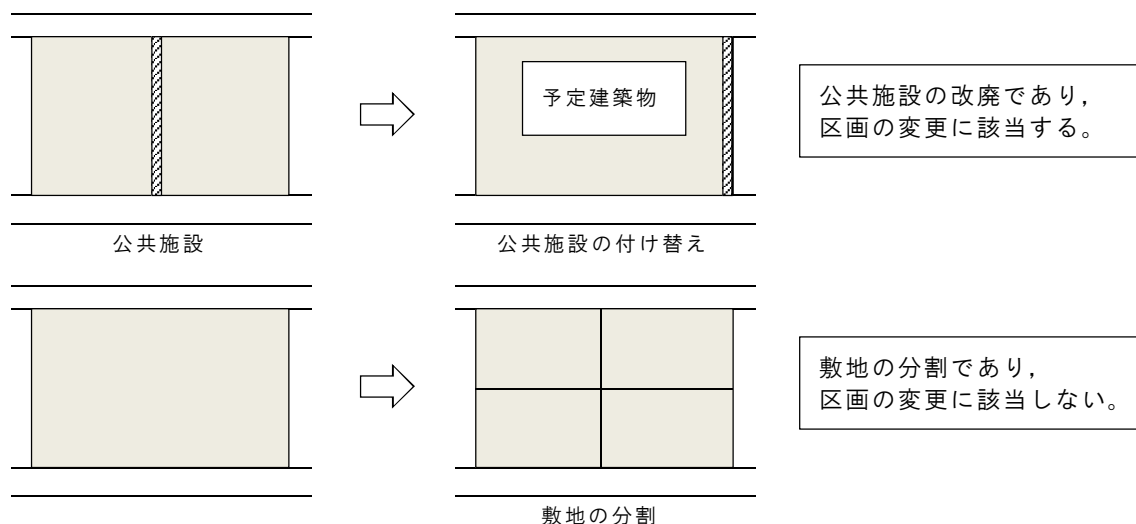 予定建築物
公共施設の改廃であり，
区画の変更に該当する。
公共施設
公共施設の付け替え
敷地の分割であり，
区画の変更に該当しない。
敷地の分割